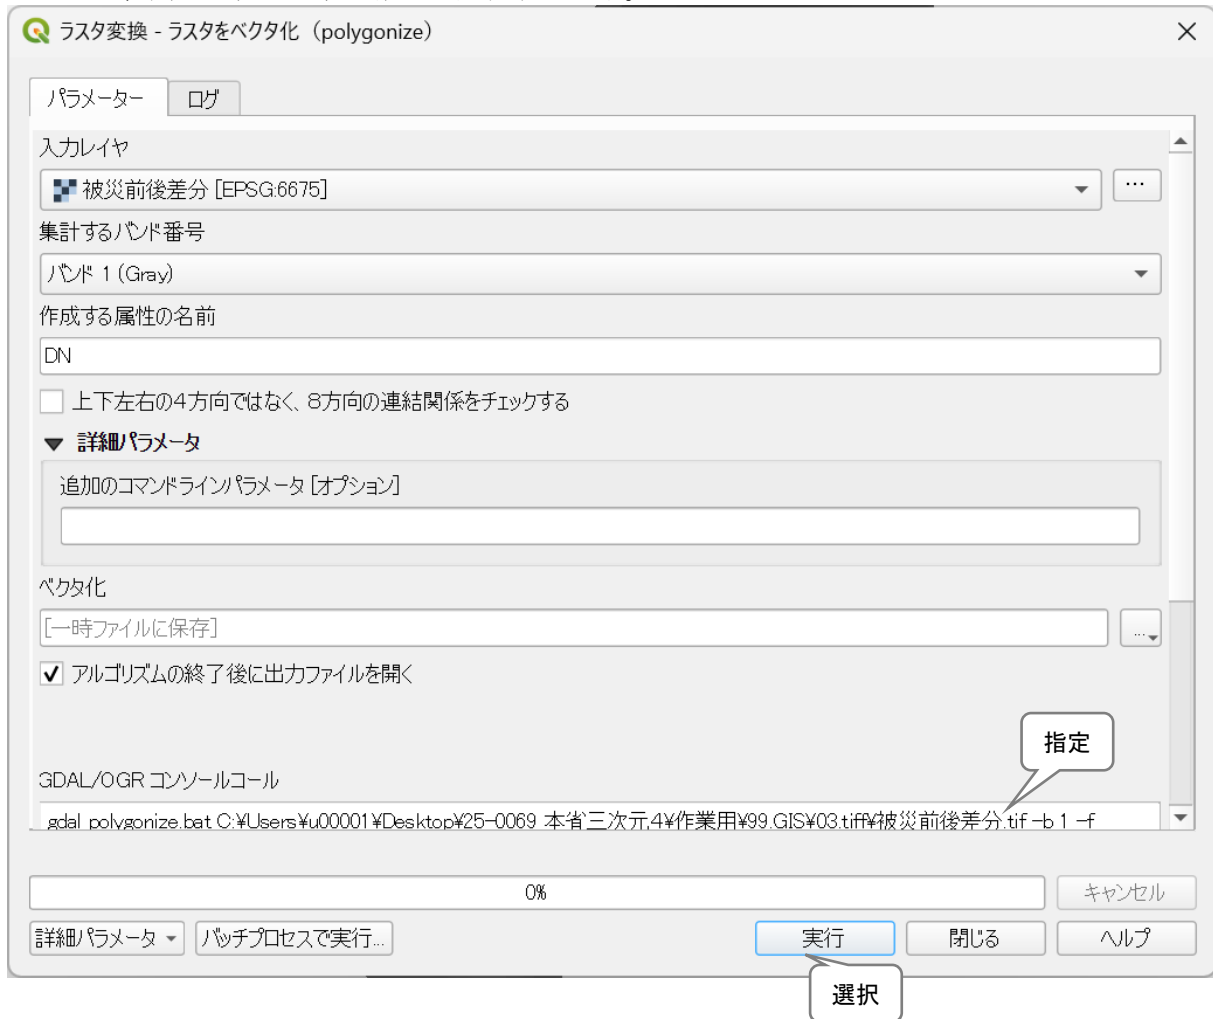 ラスタ変換 - ラスタをベクタ化（polygonize）
パラメーター ログ
入力レイヤ
被災前後差分 [EPSG:6675]
…
集計するバンド番号
バンド 1 (Gray)
作成する属性の名前
DN
上下左右の4方向ではなく、8方向の連結関係をチェックする
詳細パラメータ
追加のコマンドラインパラメータ [オプション]
ベクタ化
[一時ファイルに保存]
...
アルゴリズムの終了後に出力ファイルを開く
指定
GDAL/OGR コンソールコール
gdal_polygonize.bat C:¥Users¥u00001¥Desktop¥25-0069_本省三次元4¥作業用¥99.GIS¥03.tiff¥被災前後差分.tif -b 1 -f
0% キャンセル
詳細パラメータ バッチプロセスで実行... 実行 閉じる ヘルプ
選択